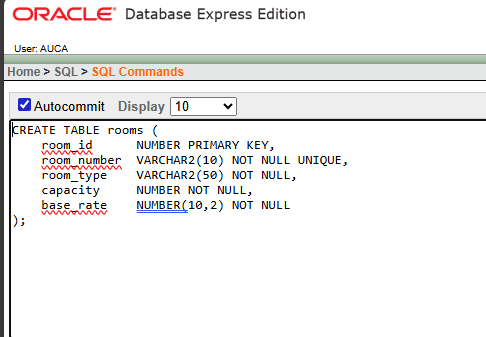 ORACLE® Database Express Edition
User: AUCA
Home > SQL > SQL Commands
Autocommit Display 10
CREATE TABLE rooms (
    room_id      NUMBER PRIMARY KEY,
    room_number  VARCHAR2(10) NOT NULL UNIQUE,
    room_type    VARCHAR2(50) NOT NULL,
    capacity     NUMBER NOT NULL,
    base_rate    NUMBER(10,2) NOT NULL
);